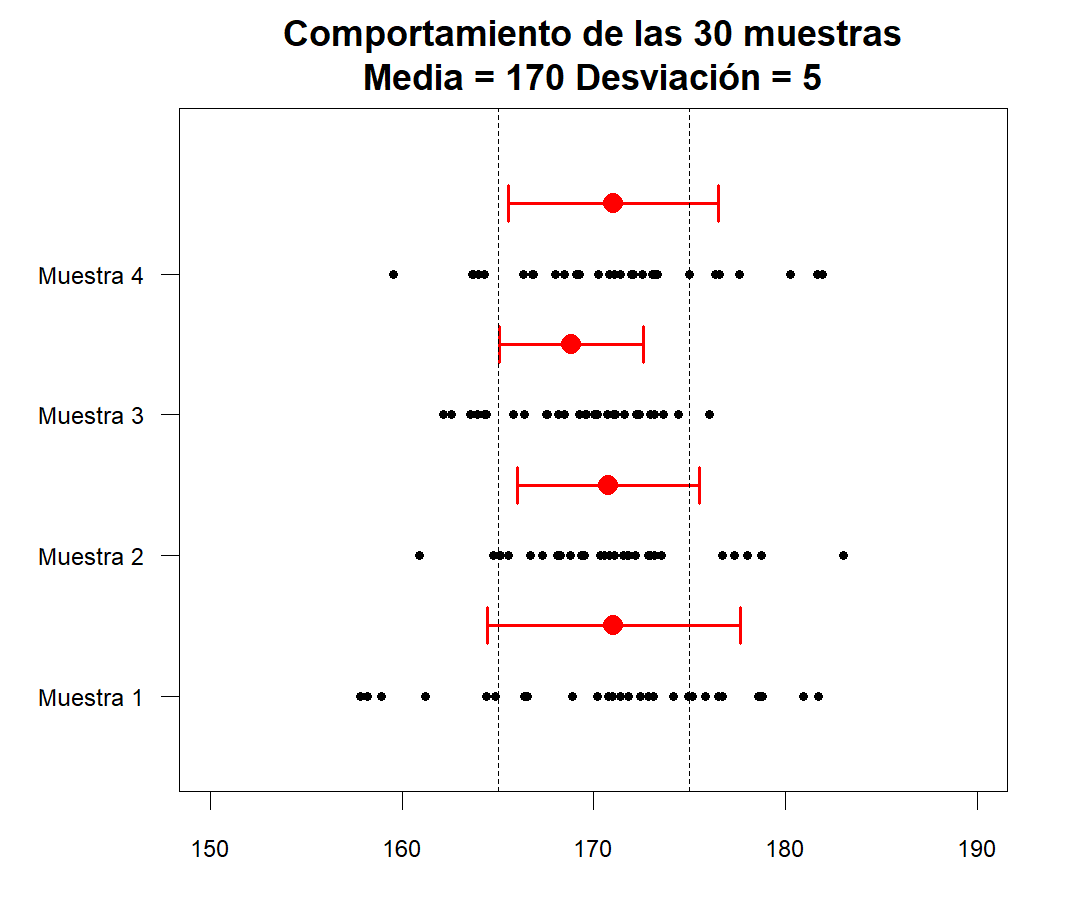 Comportamiento de las 30 muestras
Media = 170 Desviación = 5
Muestra 4
Muestra 3
Muestra 2
Muestra 1
150 160 170 180 190